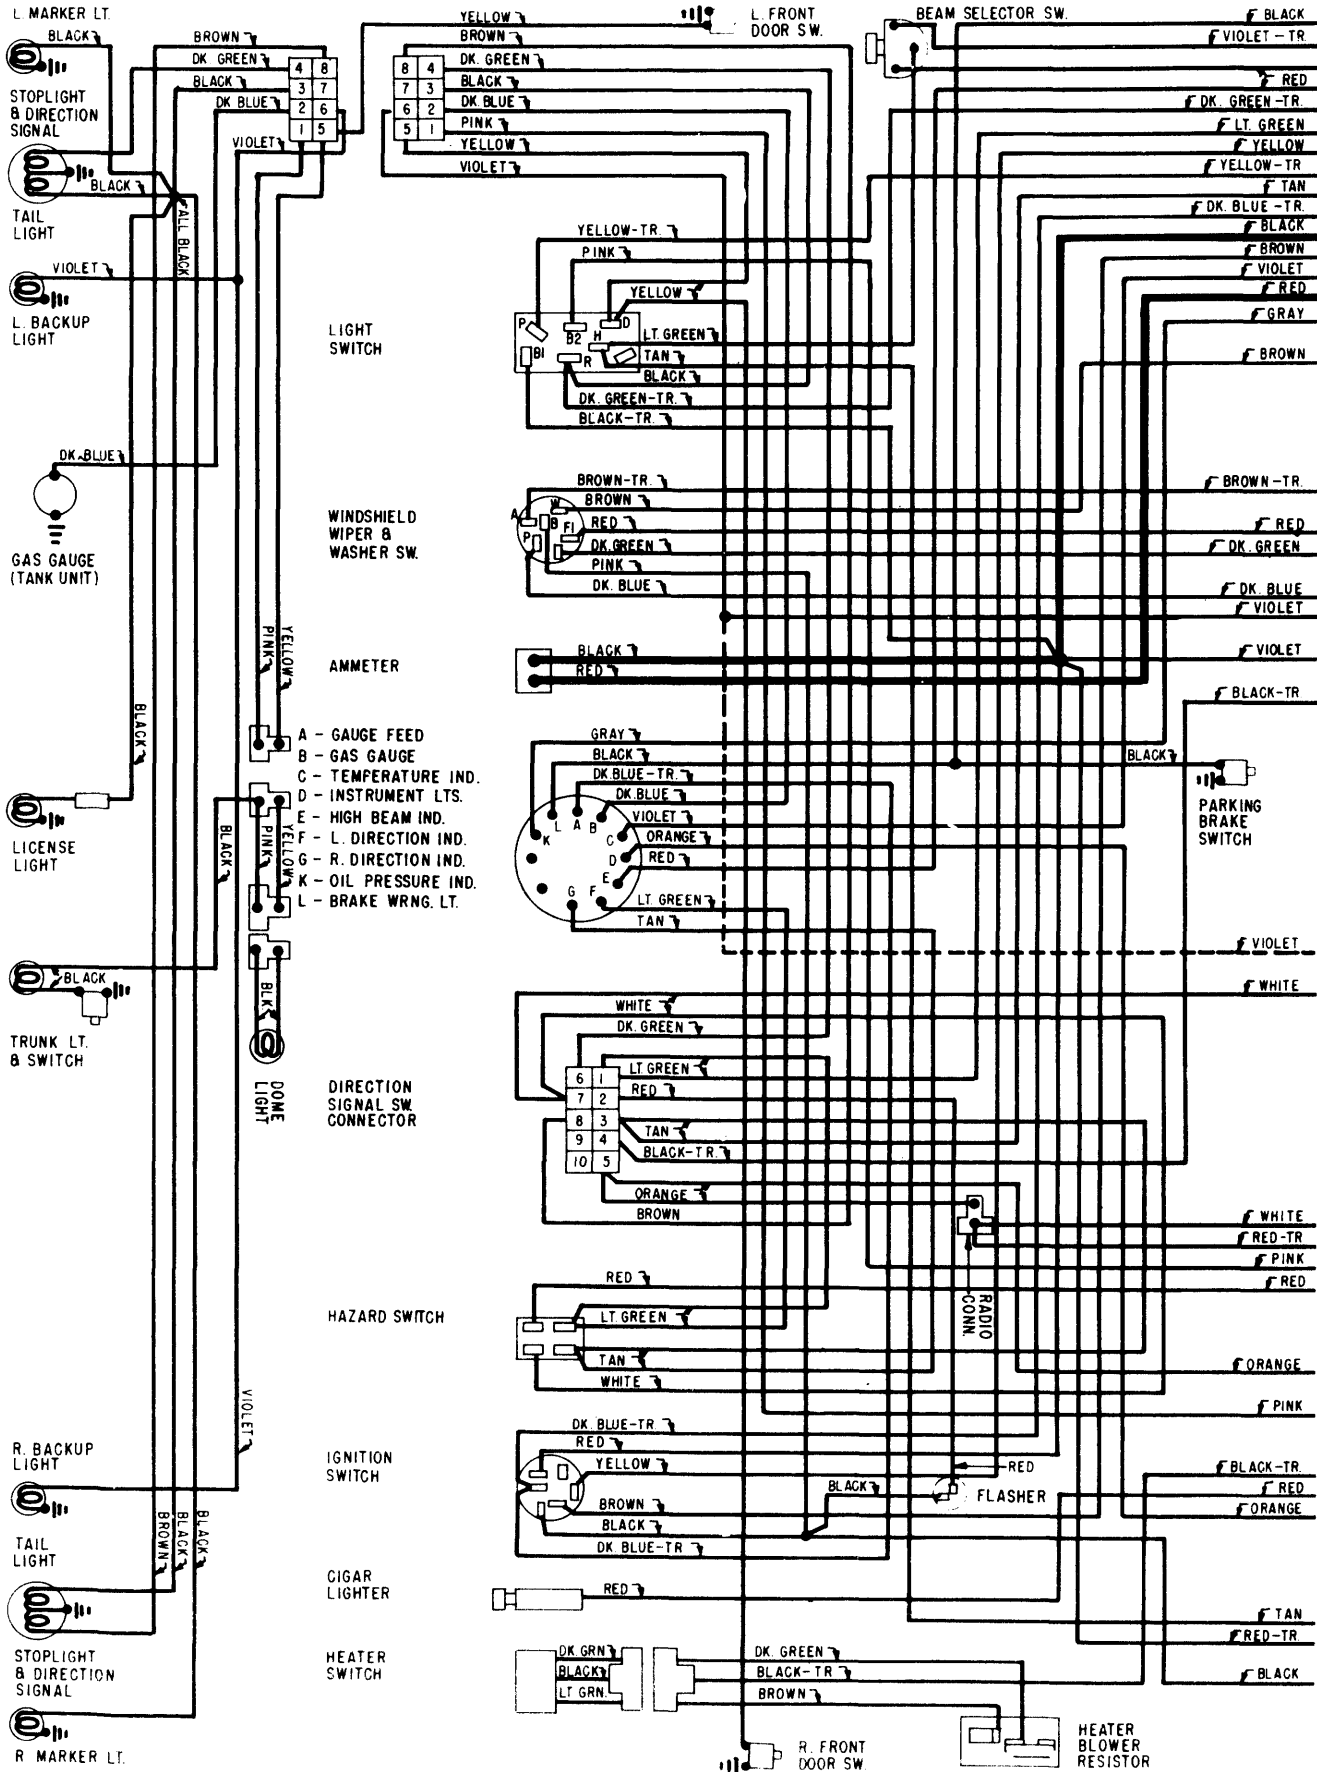 L. MARKER LT.
BLACK
STOPLIGHT
& DIRECTION
SIGNAL
BLACK
TAIL
LIGHT
VIOLET
L. BACKUP
LIGHT
DK-BLUE
GAS GAUGE
(TANK UNIT)
BLACK
LICENSE
LIGHT
BLACK
TRUNK LT.
& SWITCH
R. BACKUP
LIGHT
TAIL
LIGHT
STOPLIGHT
& DIRECTION
SIGNAL
R MARKER LT.
BROWN
DK GREEN
BLACK
DK BLUE
VIOLET
4 8
3 7
2 6
1 5
ALL BLACK
PINK
YELLOW
BLACK
PINK
YELLOW
BLK
DOME
LIGHT
VIOLET
BROWN
BLACK
BLACK
YELLOW
BROWN
DK. GREEN
BLACK
DK.BLUE
PINK
YELLOW
VIOLET
8 4
7 3
6 2
5 1
L. FRONT
DOOR SW.
BEAM SELECTOR SW.
LIGHT
SWITCH
YELLOW-TR.
PINK
YELLOW
P
B2
D
H
B1
R
LT. GREEN
TAN
BLACK
DK. GREEN-TR.
BLACK-TR.
WINDSHIELD
WIPER &
WASHER SW.
BROWN-TR.
BROWN
RED
DK.GREEN
PINK
DK. BLUE
A
W
B
F1
P
AMMETER
BLACK
RED
A - GAUGE FEED
B - GAS GAUGE
C - TEMPERATURE IND.
D - INSTRUMENT LTS.
E - HIGH BEAM IND.
F - L. DIRECTION IND.
G - R. DIRECTION IND.
K - OIL PRESSURE IND.
L - BRAKE WRNG. LT.
GRAY
BLACK
DK.BLUE-TR.
DK.BLUE
VIOLET
ORANGE
RED
LT. GREEN
TAN
L
A
B
K
C
D
E
F
G
BLACK
PARKING
BRAKE
SWITCH
DIRECTION
SIGNAL SW.
CONNECTOR
WHITE
DK. GREEN
LT. GREEN
RED
TAN
BLACK-TR.
ORANGE
BROWN
6 1
7 2
8 3
9 4
10 5
RADIO
CONN.
HAZARD SWITCH
RED
LT. GREEN
TAN
WHITE
IGNITION
SWITCH
DK. BLUE-TR.
RED
YELLOW
BROWN
BLACK
DK. BLUE-TR
BLACK
RED
FLASHER
CIGAR
LIGHTER
RED
HEATER
SWITCH
DK.GRN.
BLACK
LT GRN.
DK. GREEN
BLACK-TR
BROWN
R. FRONT
DOOR SW.
HEATER
BLOWER
RESISTOR
BLACK
VIOLET-TR.
RED
DK. GREEN-TR.
LT. GREEN
YELLOW
YELLOW-TR
TAN
DK. BLUE-TR.
BLACK
BROWN
VIOLET
RED
GRAY
BROWN
BROWN-TR.
RED
DK. GREEN
DK. BLUE
VIOLET
VIOLET
BLACK-TR
VIOLET
WHITE
WHITE
RED-TR
PINK
RED
ORANGE
PINK
BLACK-TR.
RED
ORANGE
TAN
RED-TR.
BLACK